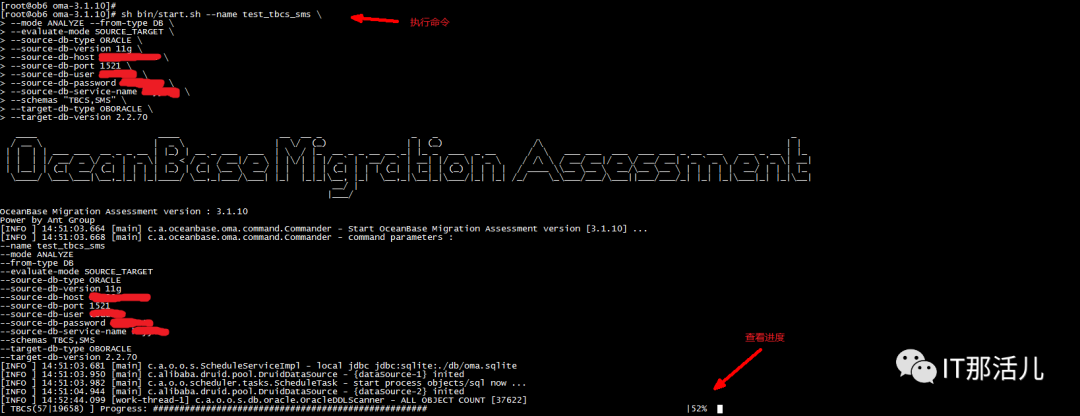 [root@ob6 oma-3.1.10]#
[root@ob6 oma-3.1.10]# sh bin/start.sh --name test_tbcs_sms \
执行命令
> --mode ANALYZE --from-type DB \
> --evaluate-mode SOURCE_TARGET \
> --source-db-type ORACLE \
> --source-db-version 11g \
> --source-db-host \
> --source-db-port 1521 \
> --source-db-user \
> --source-db-password \
> --source-db-service-name \
> --schemas "TBCS,SMS" \
> --target-db-type OBORACLE \
> --target-db-version 2.2.70
OceanBase Migration Assessment
OceanBase Migration Assessment version : 3.1.10
Power by Ant Group
[INFO ] 14:51:03.664 [main] c.a.oceanbase.oma.command.Commander - Start OceanBase Migration Assessment version [3.1.10] ...
[INFO ] 14:51:03.668 [main] c.a.oceanbase.oma.command.Commander - command parameters :
--name test_tbcs_sms
--mode ANALYZE
--from-type DB
--evaluate-mode SOURCE_TARGET
--source-db-type ORACLE
--source-db-version 11g
--source-db-host
--source-db-port 1521
--source-db-user
--source-db-password
--source-db-service-name
--schemas TBCS,SMS
--target-db-type OBORACLE
--target-db-version 2.2.70
查看进度
[INFO ] 14:51:03.681 [main] c.a.o.o.s.ScheduleServiceImpl - local jdbc jdbc:sqlite:./db/oma.sqlite
[INFO ] 14:51:03.950 [main] c.alibaba.druid.pool.DruidDataSource - {dataSource-1} inited
[INFO ] 14:51:03.982 [main] c.a.o.o.scheduler.tasks.ScheduleTask - start process objects/sql now ...
[INFO ] 14:51:04.944 [main] c.alibaba.druid.pool.DruidDataSource - {dataSource-2} inited
[INFO ] 14:52:44.099 [work-thread-1] c.a.o.o.s.db.oracle.OracleDDLScanner - ALL OBJECT COUNT [37622]
[ TBCS(57|19658) ] Progress: #################################################### |52%
IT那活儿